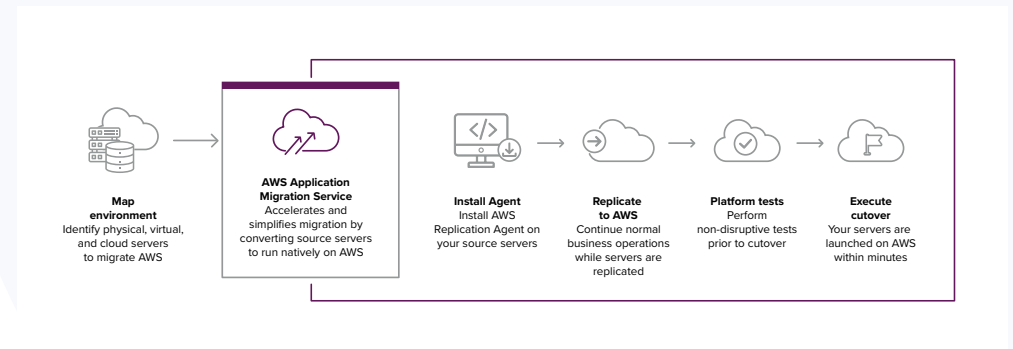 Map
environment
Identify physical, virtual,
and cloud servers
to migrate AWS
AWS Application
Migration Service
Accelerates and
simplifies migration by
converting source servers
to run natively on AWS
</>
Install Agent
Install AWS
Replication Agent on
your source servers
Replicate
to AWS
Continue normal
business operations
while servers are
replicated
Platform tests
Perform
non-disruptive tests
prior to cutover
Execute
cutover
Your servers are
launched on AWS
within minutes